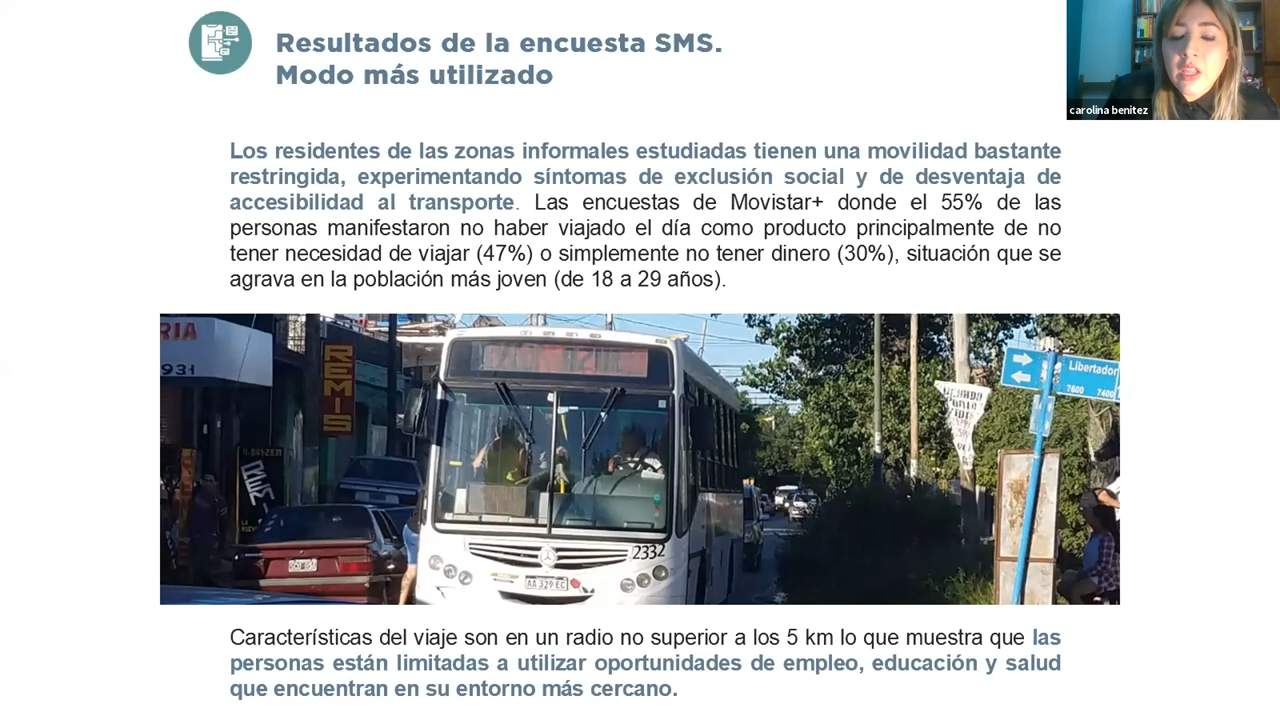 Resultados de la encuesta SMS.
Modo más utilizado
carolina benitez
Los residentes de las zonas informales estudiadas tienen una movilidad bastante
restringida, experimentando síntomas de exclusión social y de desventaja de
accesibilidad al transporte. Las encuestas de Movistar+ donde el 55% de las
personas manifestaron no haber viajado el día como producto principalmente de no
tener necesidad de viajar (47%) o simplemente no tener dinero (30%), situación que se
agrava en la población más joven (de 18 a 29 años).
RIA
931
REMIS
2332
AA 329 EC
Libertador
7600 7400
Características del viaje son en un radio no superior a los 5 km lo que muestra que las
personas están limitadas a utilizar oportunidades de empleo, educación y salud
que encuentran en su entorno más cercano.